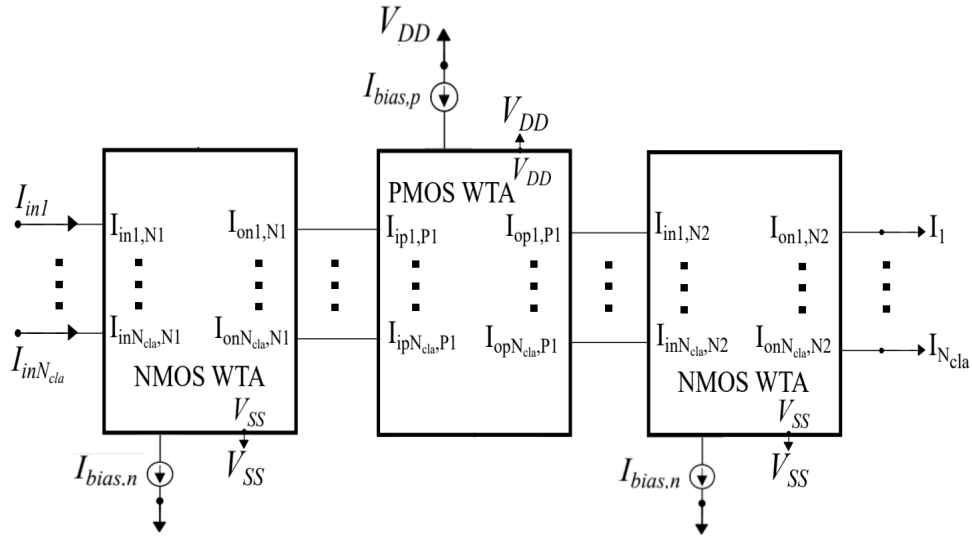 V_DD
I_bias,p
V_DD
V_DD
PMOS WTA
I_in1
I_in1,N1
I_on1,N1
I_ip1,P1
I_op1,P1
I_in1,N2
I_on1,N2
I_1
I_inN_cla
I_inN_cla,N1
I_onN_cla,N1
I_ipN_cla,P1
I_opN_cla,P1
I_inN_cla,N2
I_onN_cla,N2
I_N_cla
NMOS WTA
NMOS WTA
V_SS
V_SS
I_bias,n
V_SS
I_bias,n
V_SS